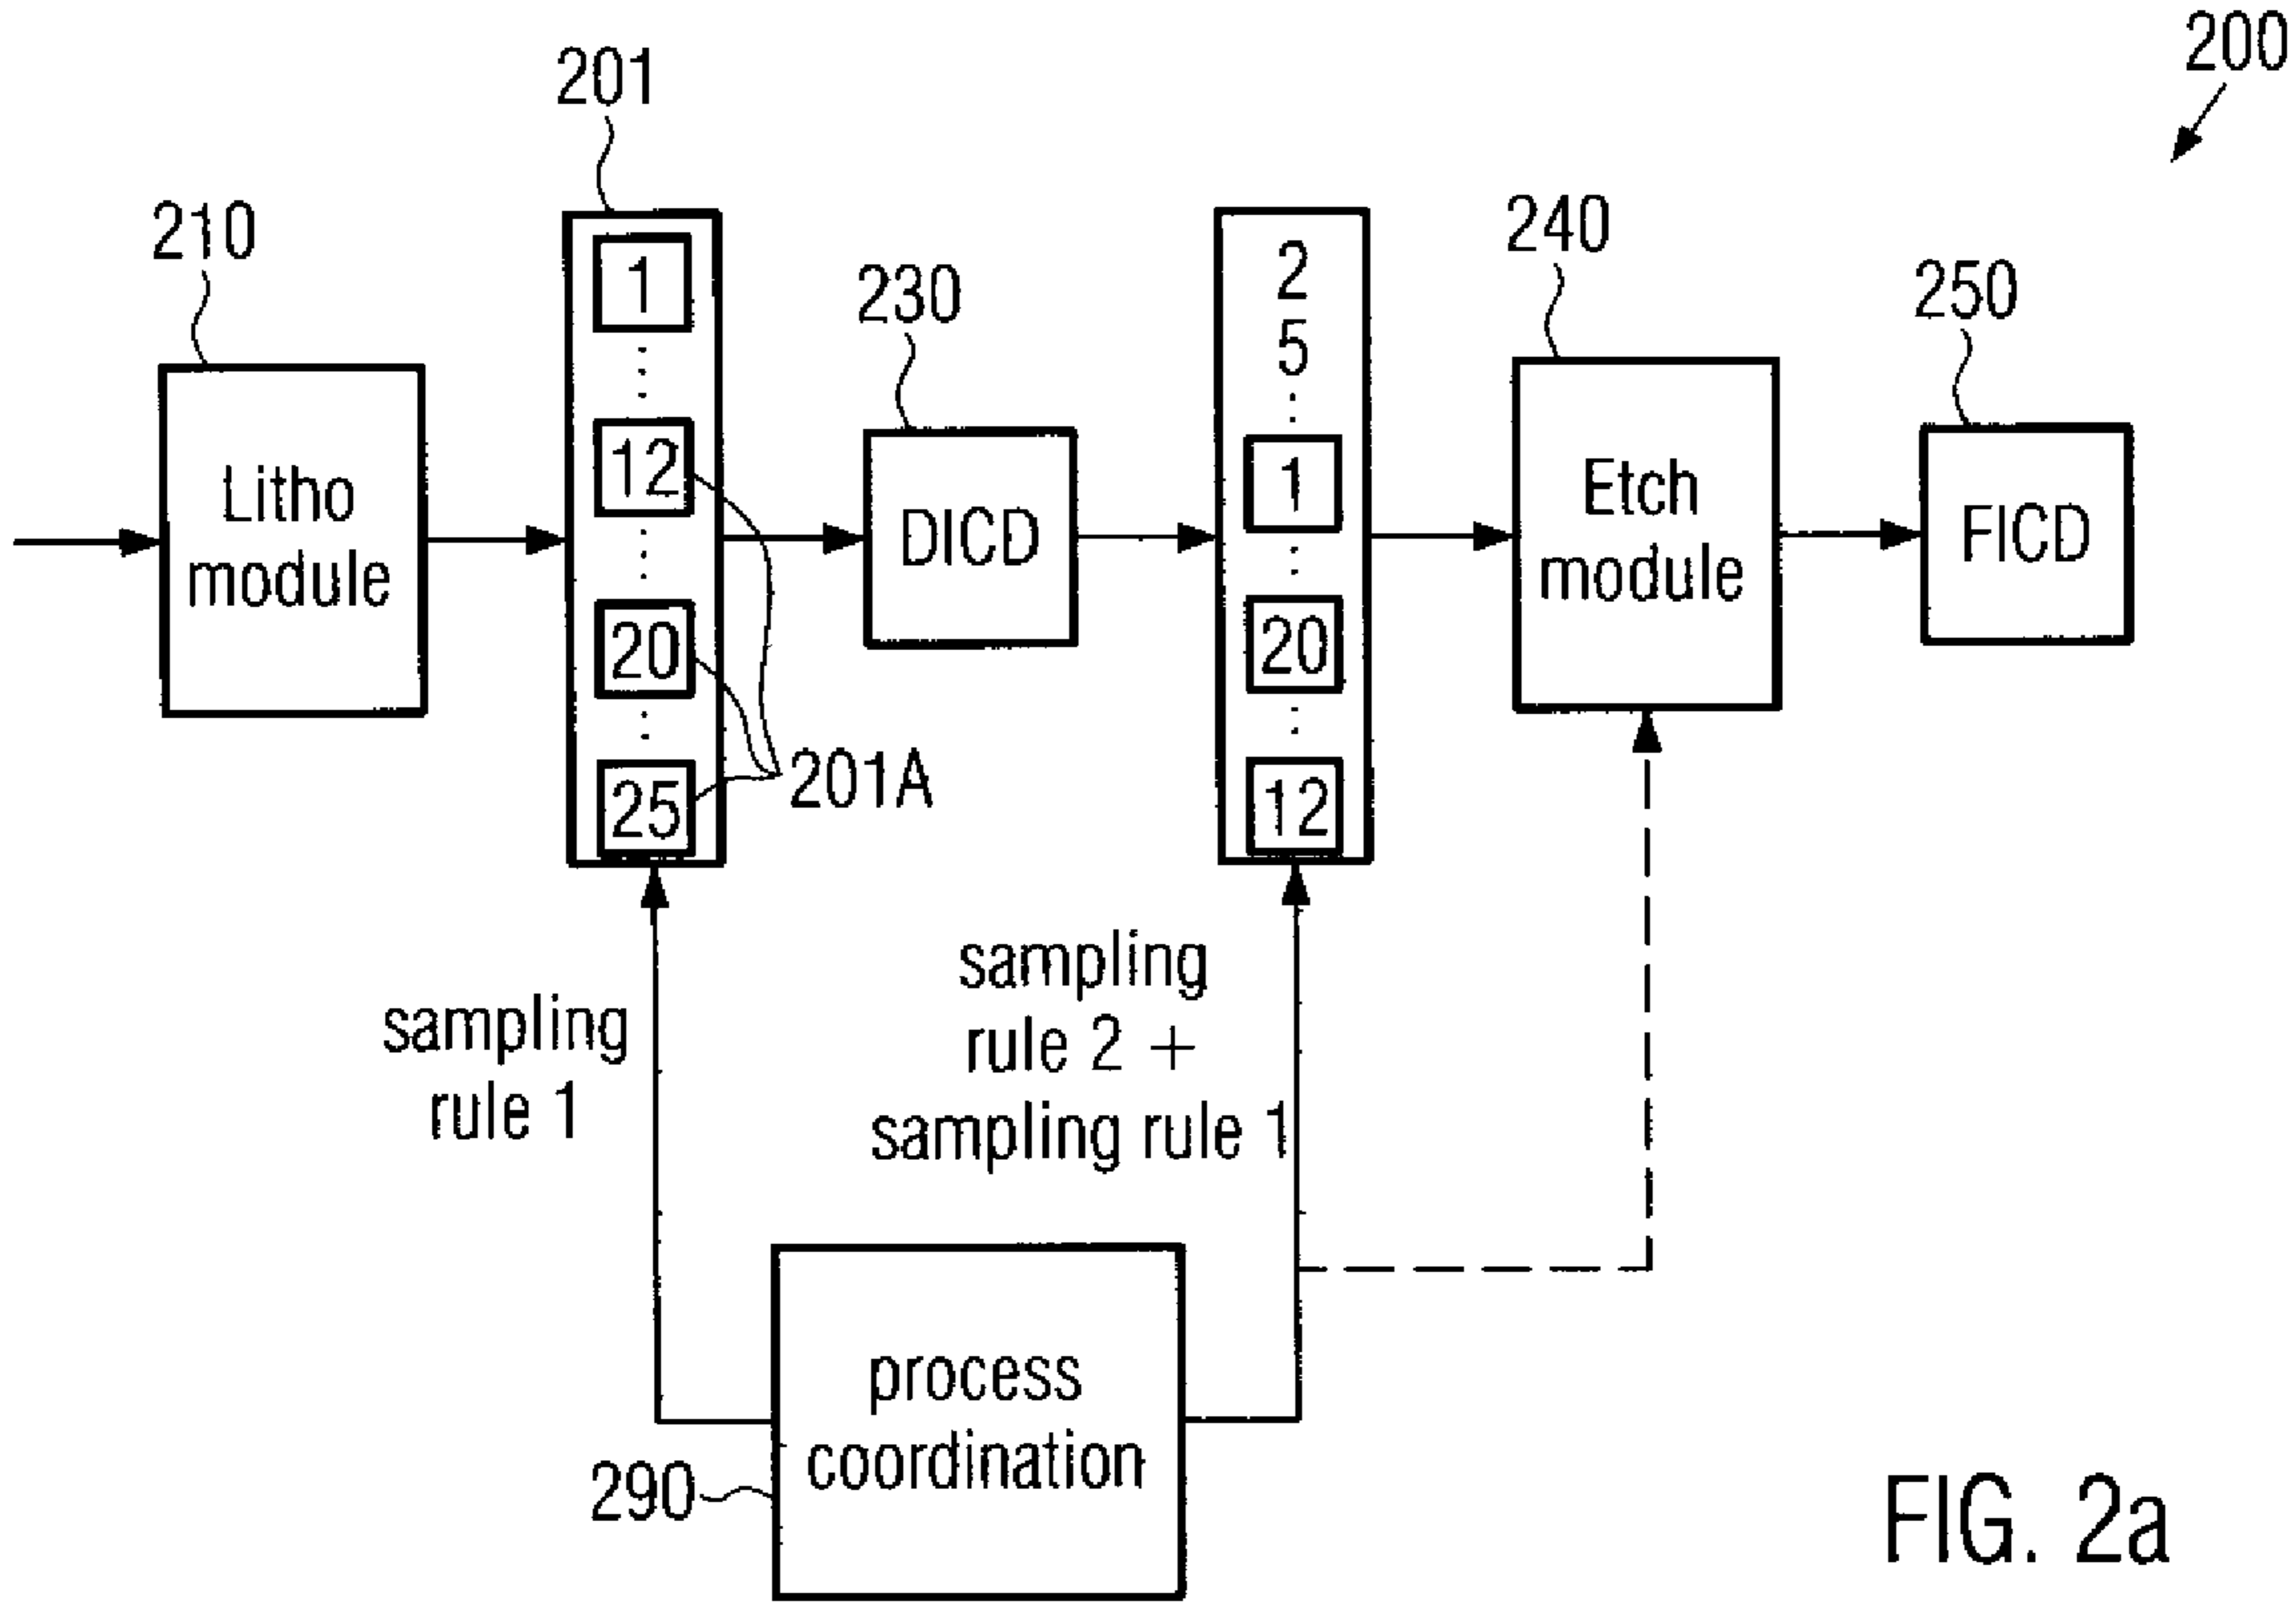 200
201
210
1
12
20
25
201A
Litho
module
230
DICD
2
5
1
20
12
240
Etch
module
250
FICD
sampling
rule 1
sampling
rule 2 +
sampling rule 1
process
coordination
290
FIG. 2a